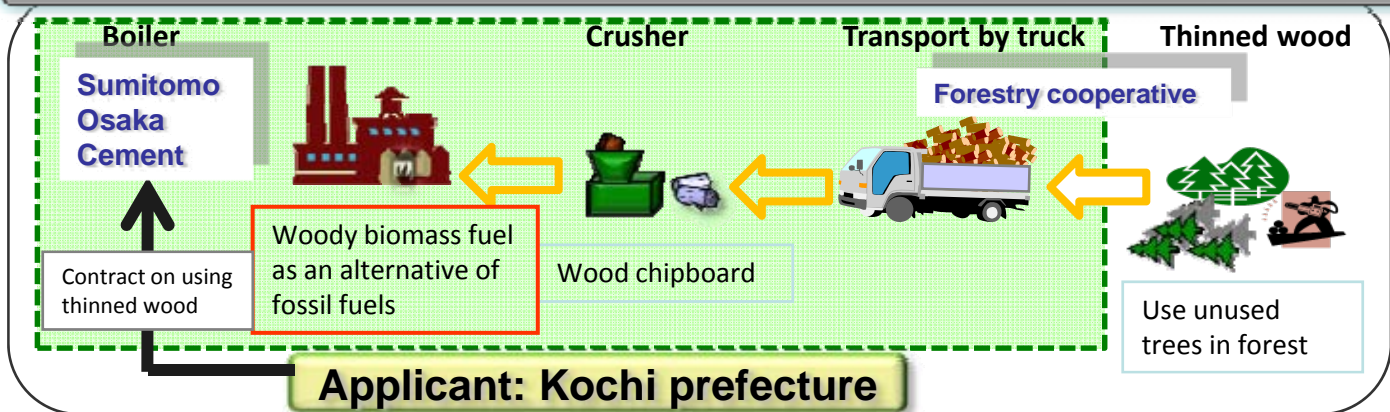 Boiler
Crusher
Transport by truck
Thinned wood
Sumitomo
Osaka
Cement
Forestry cooperative
Contract on using
thinned wood
Woody biomass fuel
as an alternative of
fossil fuels
Wood chipboard
Use unused
trees in forest
Applicant: Kochi prefecture